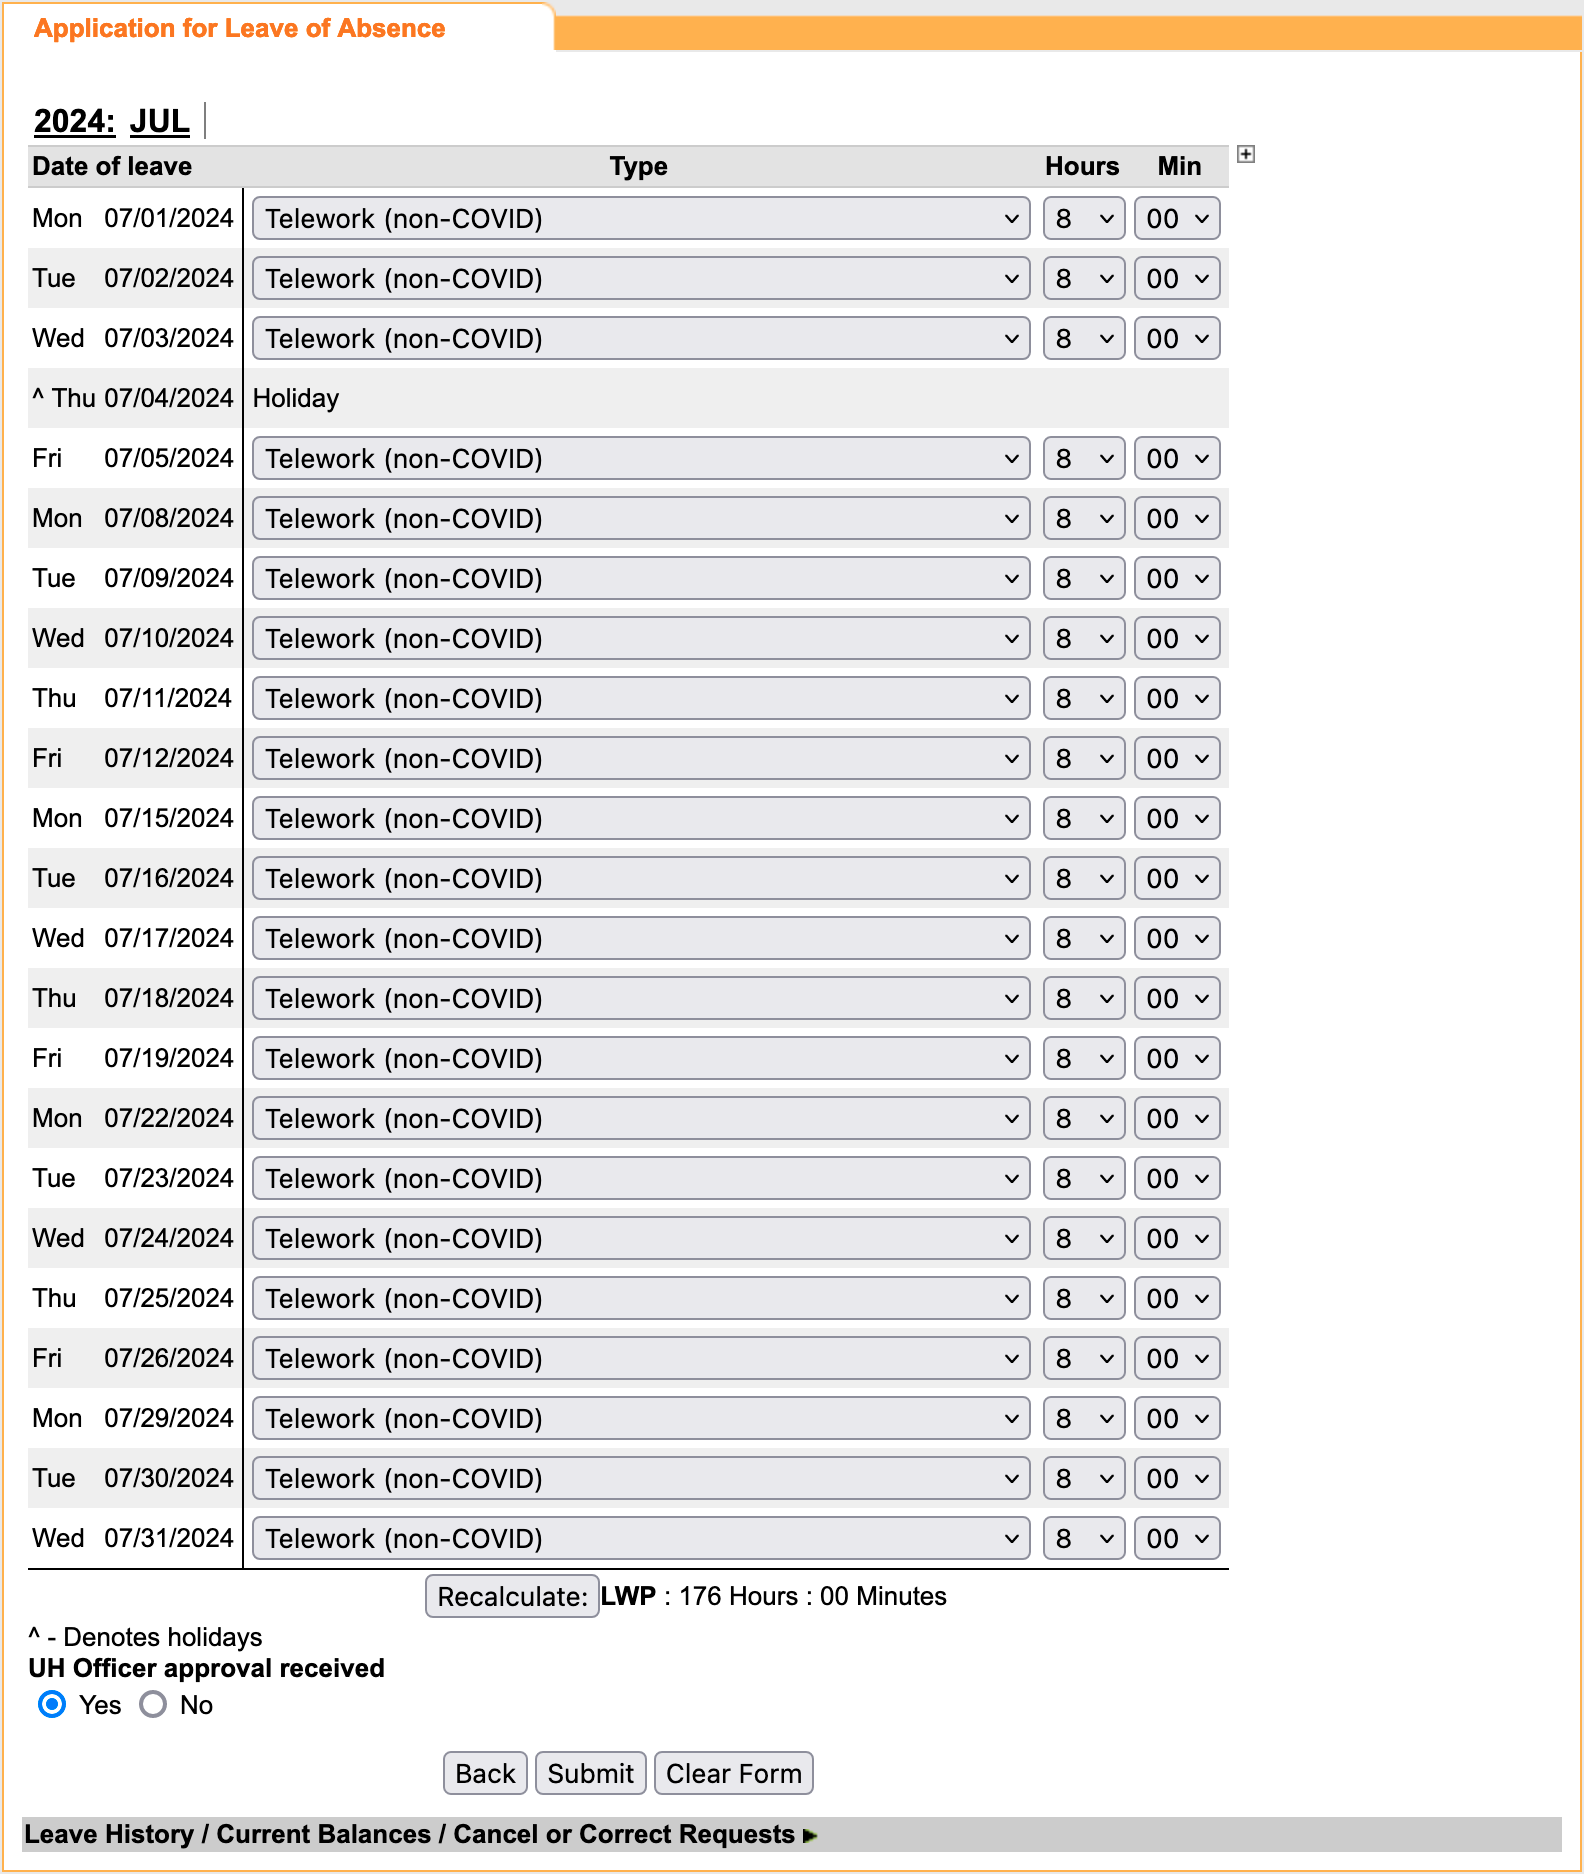 Application for Leave of Absence
2024: JUL
Date of leave Type Hours Min
Mon 07/01/2024 Telework (non-COVID) 8 00
Tue 07/02/2024 Telework (non-COVID) 8 00
Wed 07/03/2024 Telework (non-COVID) 8 00
^ Thu 07/04/2024 Holiday
Fri 07/05/2024 Telework (non-COVID) 8 00
Mon 07/08/2024 Telework (non-COVID) 8 00
Tue 07/09/2024 Telework (non-COVID) 8 00
Wed 07/10/2024 Telework (non-COVID) 8 00
Thu 07/11/2024 Telework (non-COVID) 8 00
Fri 07/12/2024 Telework (non-COVID) 8 00
Mon 07/15/2024 Telework (non-COVID) 8 00
Tue 07/16/2024 Telework (non-COVID) 8 00
Wed 07/17/2024 Telework (non-COVID) 8 00
Thu 07/18/2024 Telework (non-COVID) 8 00
Fri 07/19/2024 Telework (non-COVID) 8 00
Mon 07/22/2024 Telework (non-COVID) 8 00
Tue 07/23/2024 Telework (non-COVID) 8 00
Wed 07/24/2024 Telework (non-COVID) 8 00
Thu 07/25/2024 Telework (non-COVID) 8 00
Fri 07/26/2024 Telework (non-COVID) 8 00
Mon 07/29/2024 Telework (non-COVID) 8 00
Tue 07/30/2024 Telework (non-COVID) 8 00
Wed 07/31/2024 Telework (non-COVID) 8 00
Recalculate: LWP : 176 Hours : 00 Minutes
^ - Denotes holidays
UH Officer approval received
Yes No
Back Submit Clear Form
Leave History / Current Balances / Cancel or Correct Requests